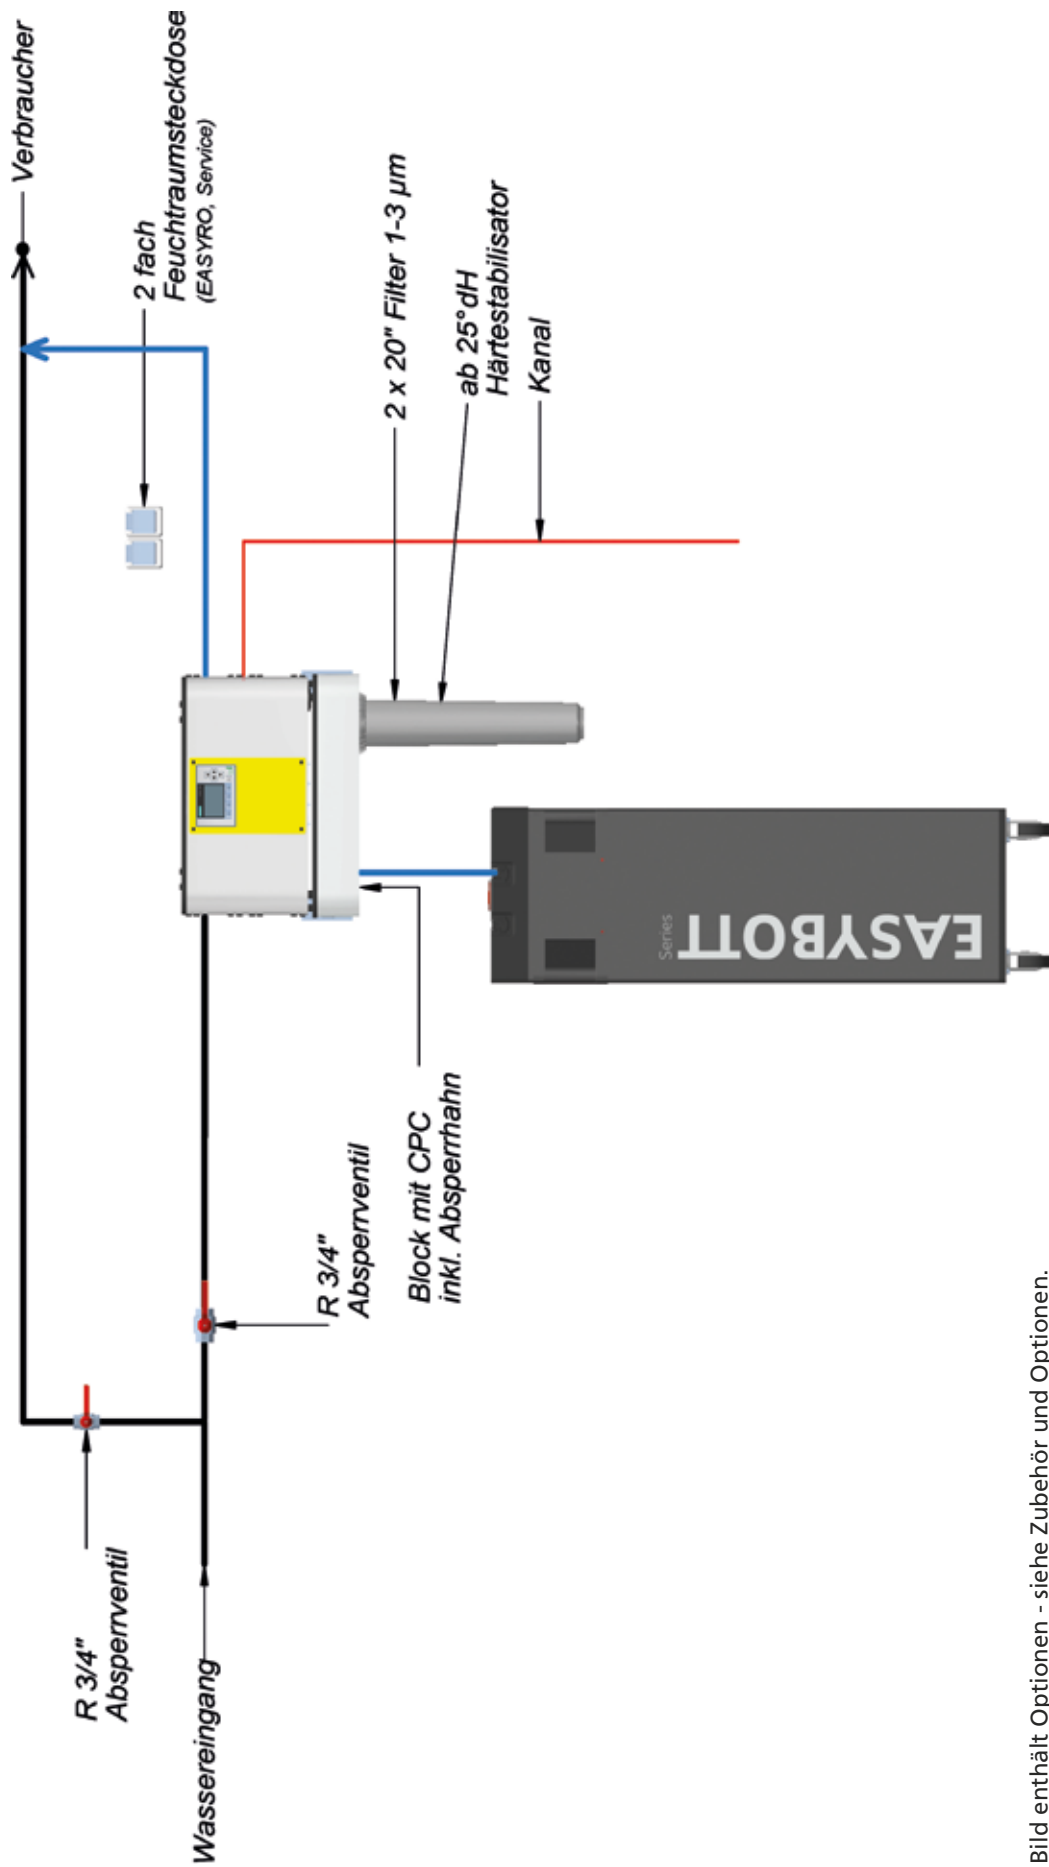 Verbraucher
2 fach
Feuchtraumsteckdose
(EASYRO, Service)
2 x 20" Filter 1-3 µm
ab 25°dH
Härtestabilisator
Kanal
R 3/4"
Absperrventil
Wassereingang
R 3/4"
Absperrventil
Block mit CPC
inkl. Absperrhahn
EASYBOTT
Series
Bild enthält Optionen - siehe Zubehör und Optionen.